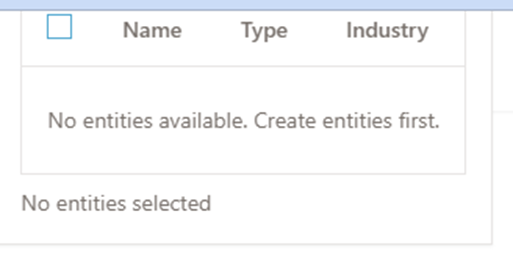 Name Type Industry
No entities available. Create entities first.
No entities selected